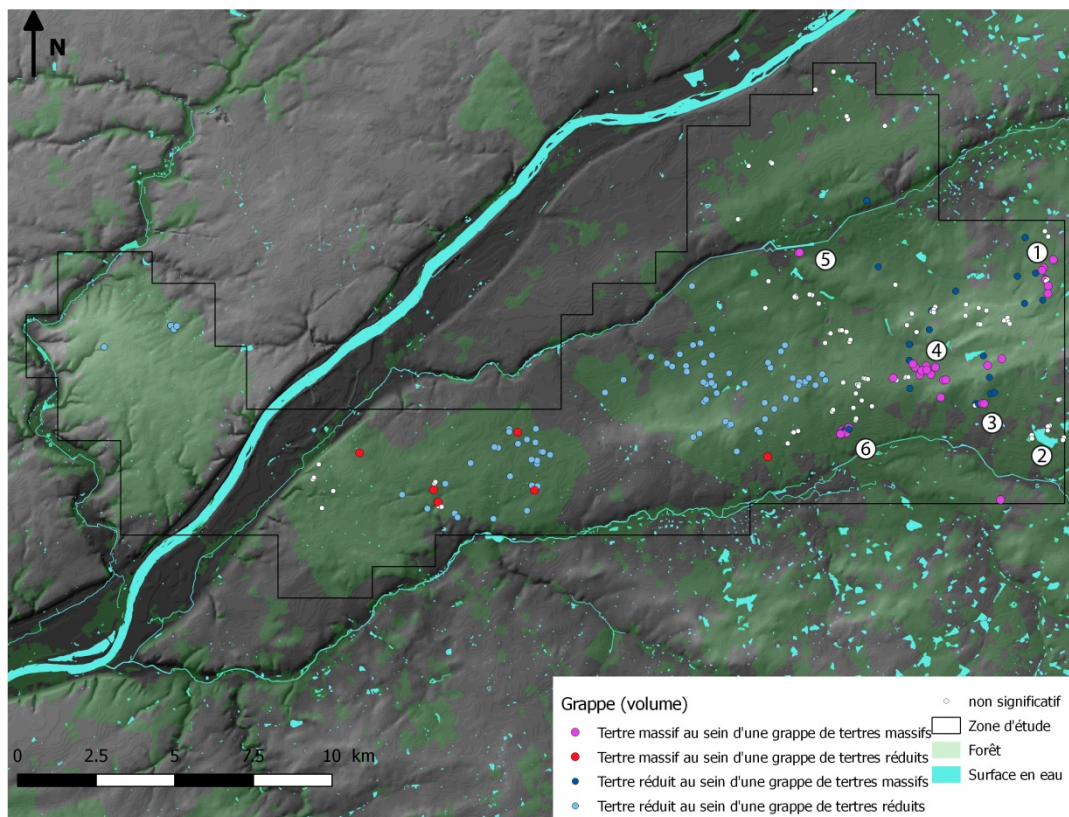 N
1
5
4
3
2
6
Grappe (volume)
Tertre massif au sein d'une grappe de tertres massifs
Tertre massif au sein d'une grappe de tertres réduits
Tertre réduit au sein d'une grappe de tertres massifs
Tertre réduit au sein d'une grappe de tertres réduits
non significatif
Zone d'étude
Forêt
Surface en eau
0 2.5 5 7.5 10 km